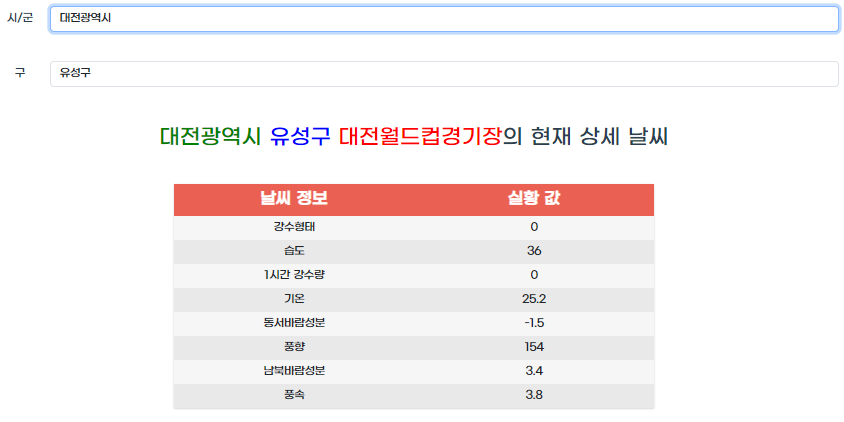 시/군 대전광역시
구 유성구
대전광역시 유성구 대전월드컵경기장의 현재 상세 날씨
날씨 정보 실황 값
강수형태 0
습도 36
1시간 강수량 0
기온 25.2
동서바람성분 -1.5
풍향 154
남북바람성분 3.4
풍속 3.8